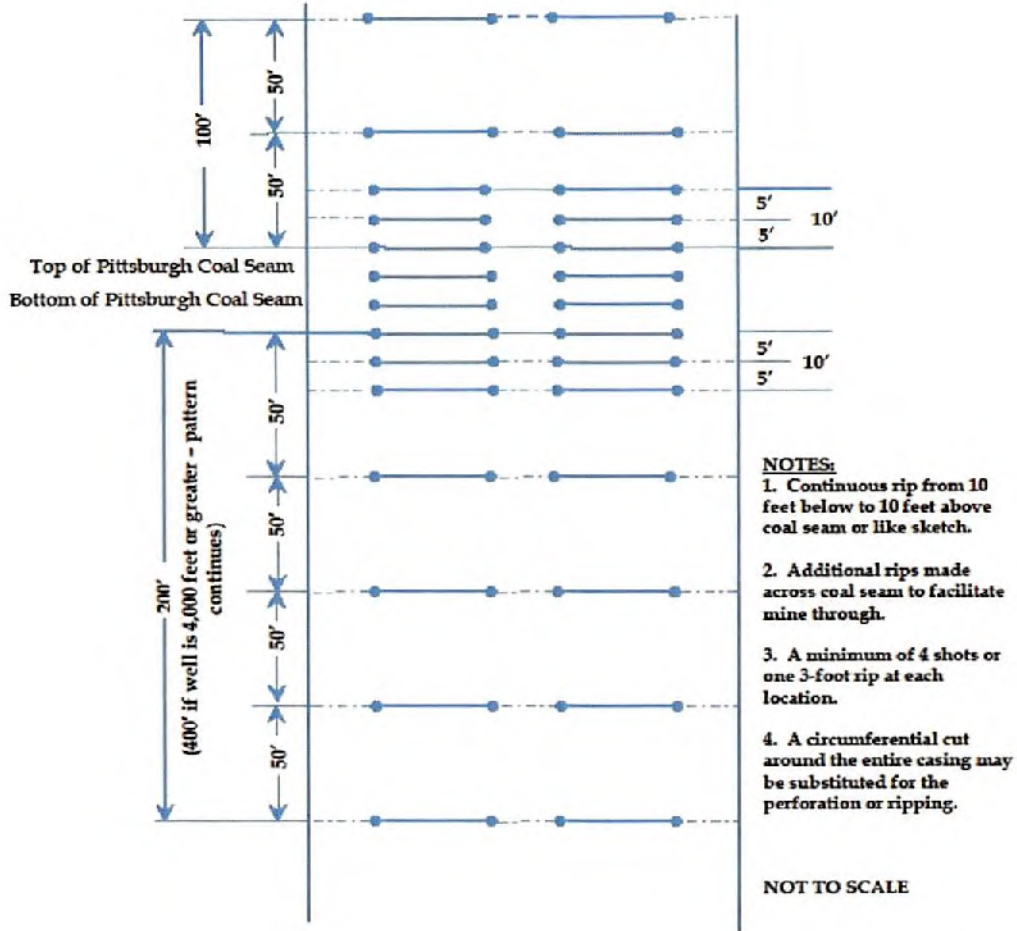 50'
100'
50'
5'
10'
5'
Top of Pittsburgh Coal Seam
Bottom of Pittsburgh Coal Seam
5'
10'
5'
50'
200'
(400' if well is 4,000 feet or greater – pattern
continues)
50'
50'
50'
NOTES:
1. Continuous rip from 10
feet below to 10 feet above
coal seam or like sketch.
2. Additional rips made
across coal seam to facilitate
mine through.
3. A minimum of 4 shots or
one 3-foot rip at each
location.
4. A circumferential cut
around the entire casing may
be substituted for the
perforation or ripping.
NOT TO SCALE